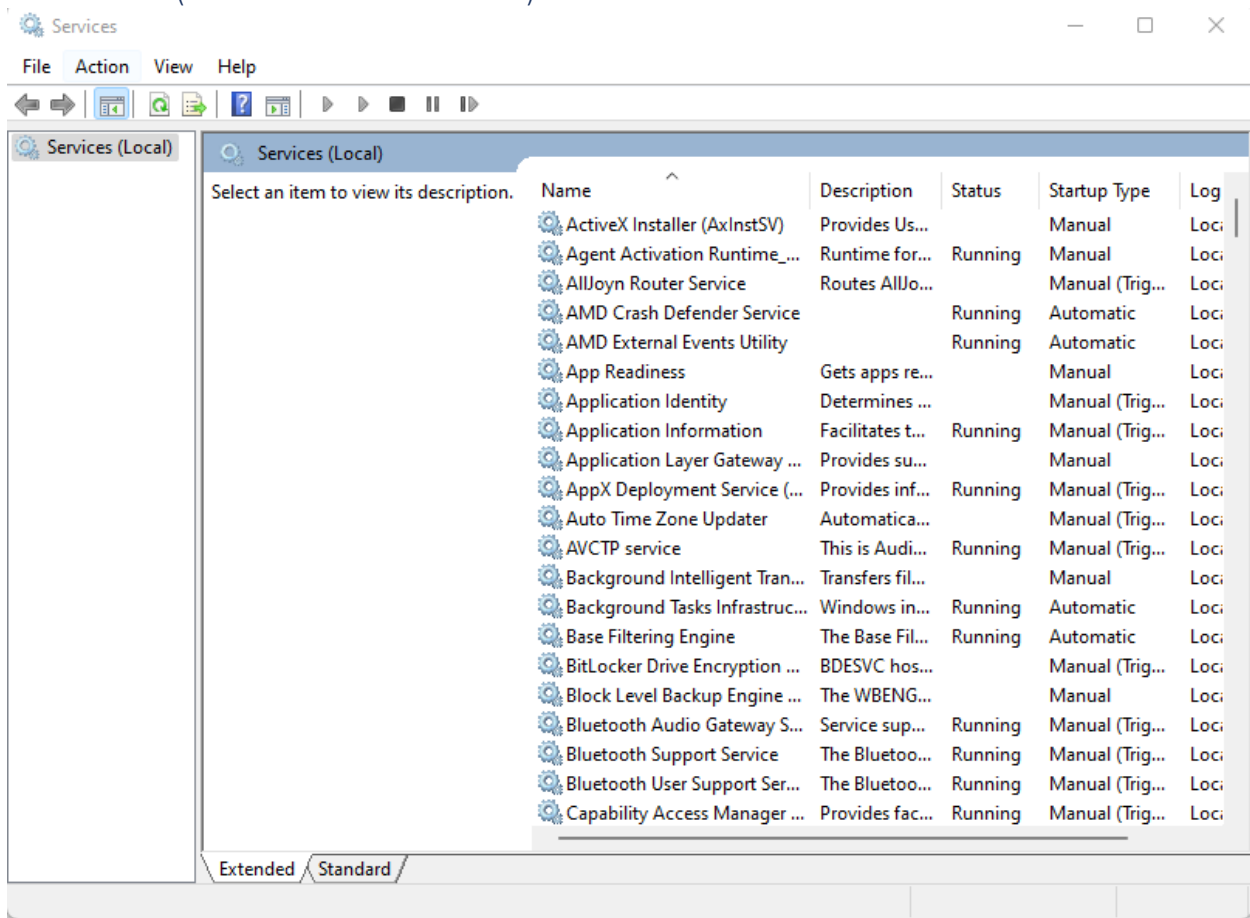 Services
File Action View Help
Services (Local)
Services (Local)
Select an item to view its description.
Name Description Status Startup Type Log
ActiveX Installer (AxInstSV) Provides Us... Manual Loca
Agent Activation Runtime_... Runtime for... Running Manual Loca
AllJoyn Router Service Routes AllJo... Manual (Trig... Loca
AMD Crash Defender Service Running Automatic Loca
AMD External Events Utility Running Automatic Loca
App Readiness Gets apps re... Manual Loca
Application Identity Determines ... Manual (Trig... Loca
Application Information Facilitates t... Running Manual (Trig... Loca
Application Layer Gateway ... Provides su... Manual Loca
AppX Deployment Service (... Provides inf... Running Manual (Trig... Loca
Auto Time Zone Updater Automatica... Manual (Trig... Loca
AVCTP service This is Audi... Running Manual (Trig... Loca
Background Intelligent Tran... Transfers fil... Manual Loca
Background Tasks Infrastruc... Windows in... Running Automatic Loca
Base Filtering Engine The Base Fil... Running Automatic Loca
BitLocker Drive Encryption ... BDESVC hos... Manual (Trig... Loca
Block Level Backup Engine ... The WBENG... Manual Loca
Bluetooth Audio Gateway S... Service sup... Running Manual (Trig... Loca
Bluetooth Support Service The Bluetoo... Running Manual (Trig... Loca
Bluetooth User Support Ser... The Bluetoo... Running Manual (Trig... Loca
Capability Access Manager ... Provides fac... Running Manual (Trig... Loca
Extended Standard